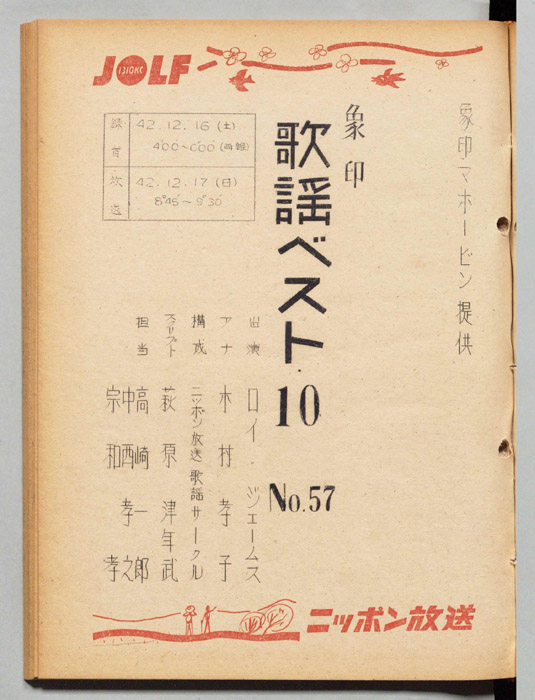 JOLF
1310KC
象印マホービン提供
象印
歌謡ベスト10
No.57
録音 42.12.16(土)
放送 42.12.17(日)
8°45'~9°30'
出演 ロイ・ジェームス
アナ 木村孝子
構成 ニッポン放送歌謡サークル
スクリプト 萩原津年武
担当 高崎一郎
中西孝之
宗和孝
ニッポン放送